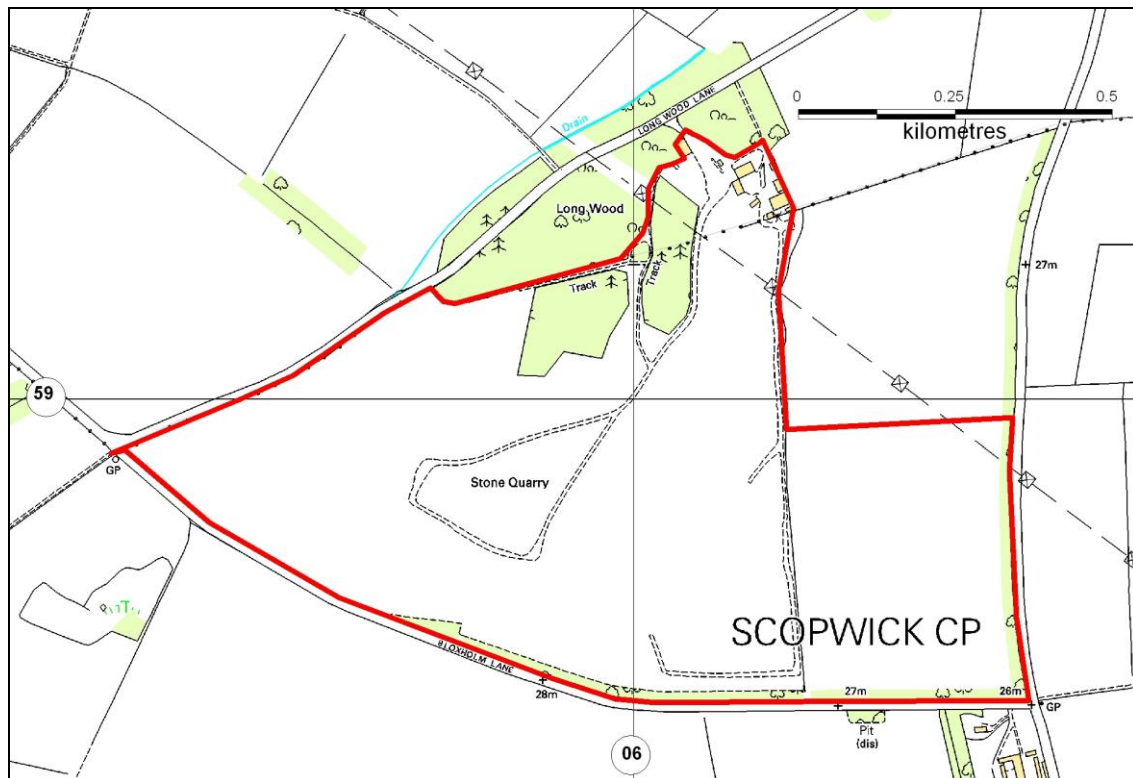 0
0.25
0.5
kilometres
LONG WOOD LANE
Drain
Long Wood
Track
Track
27m
59
GP
Stone Quarry
SCOPWICK CP
BLOXHOLM LANE
28m
27m
26m
GP
Pit
(dis)
06